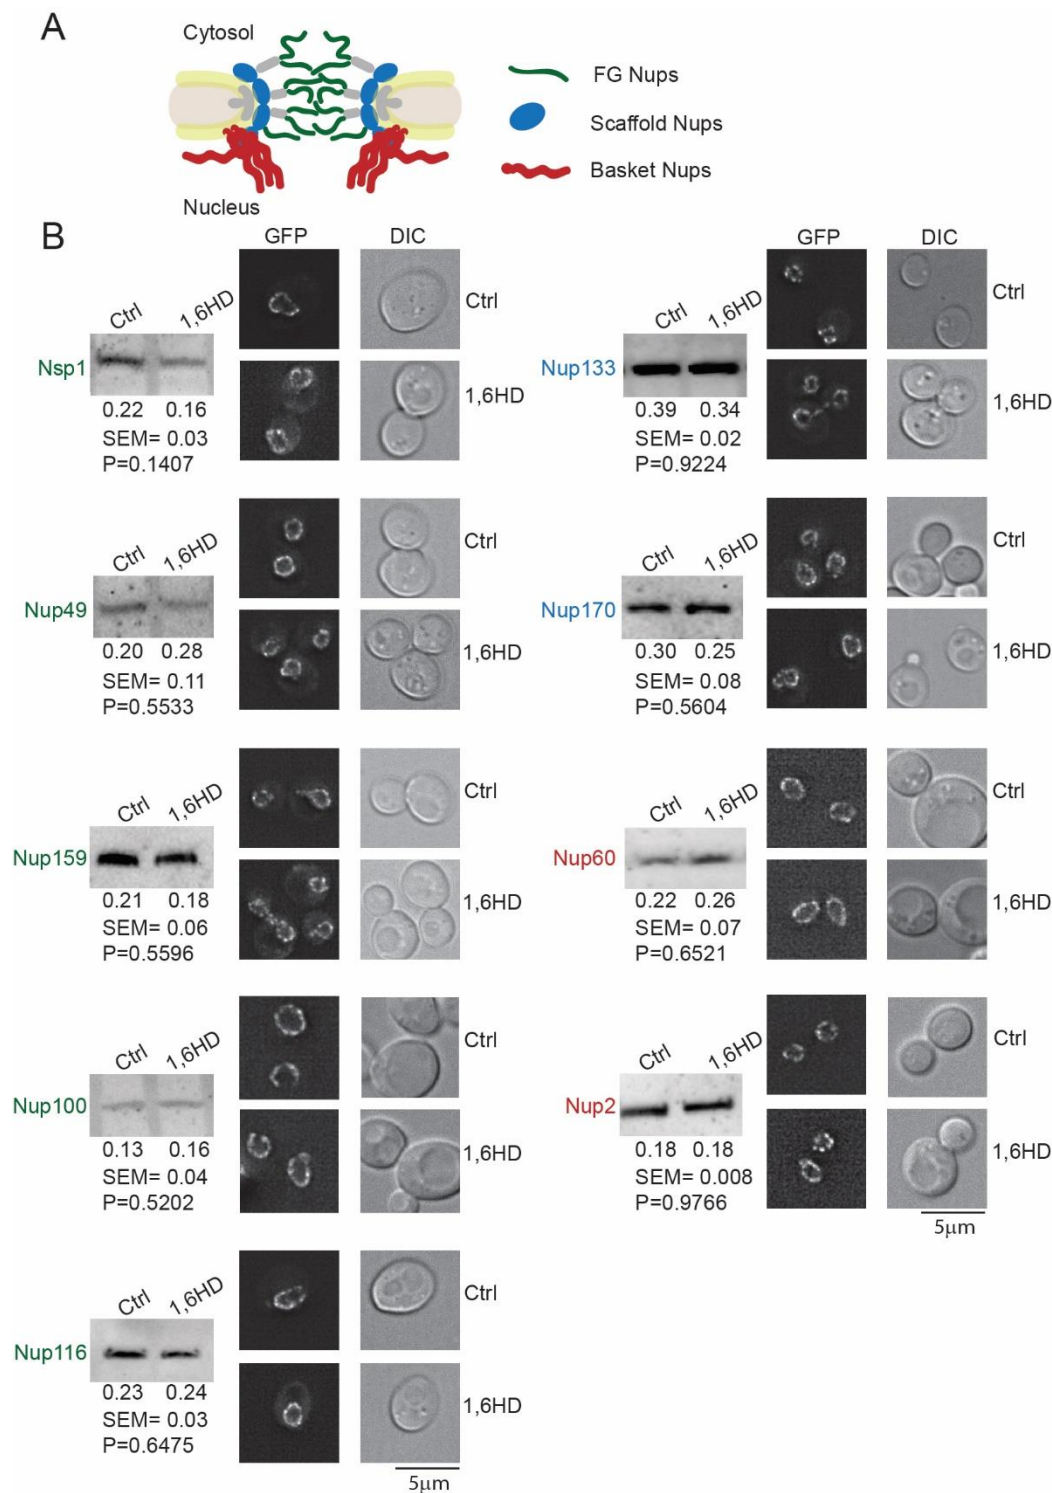 A
Cytosol
FG Nups
Scaffold Nups
Basket Nups
Nucleus
B
GFP DIC
Ctrl 1,6HD
Ctrl
Nsp1
1,6HD
0.22 0.16
SEM= 0.03
P=0.1407
Ctrl 1,6HD
Ctrl
Nup49
1,6HD
0.20 0.28
SEM= 0.11
P=0.5533
Ctrl 1,6HD
Ctrl
Nup159
1,6HD
0.21 0.18
SEM= 0.06
P=0.5596
Ctrl 1,6HD
Ctrl
Nup100
1,6HD
0.13 0.16
SEM= 0.04
P=0.5202
Ctrl 1,6HD
Ctrl
Nup116
1,6HD
0.23 0.24
SEM= 0.03
P=0.6475
5μm
GFP DIC
Ctrl 1,6HD
Ctrl
Nup133
1,6HD
0.39 0.34
SEM= 0.02
P=0.9224
Ctrl 1,6HD
Ctrl
Nup170
1,6HD
0.30 0.25
SEM= 0.08
P=0.5604
Ctrl 1,6HD
Ctrl
Nup60
1,6HD
0.22 0.26
SEM= 0.07
P=0.6521
Ctrl 1,6HD
Ctrl
Nup2
1,6HD
0.18 0.18
SEM= 0.008
P=0.9766
5μm